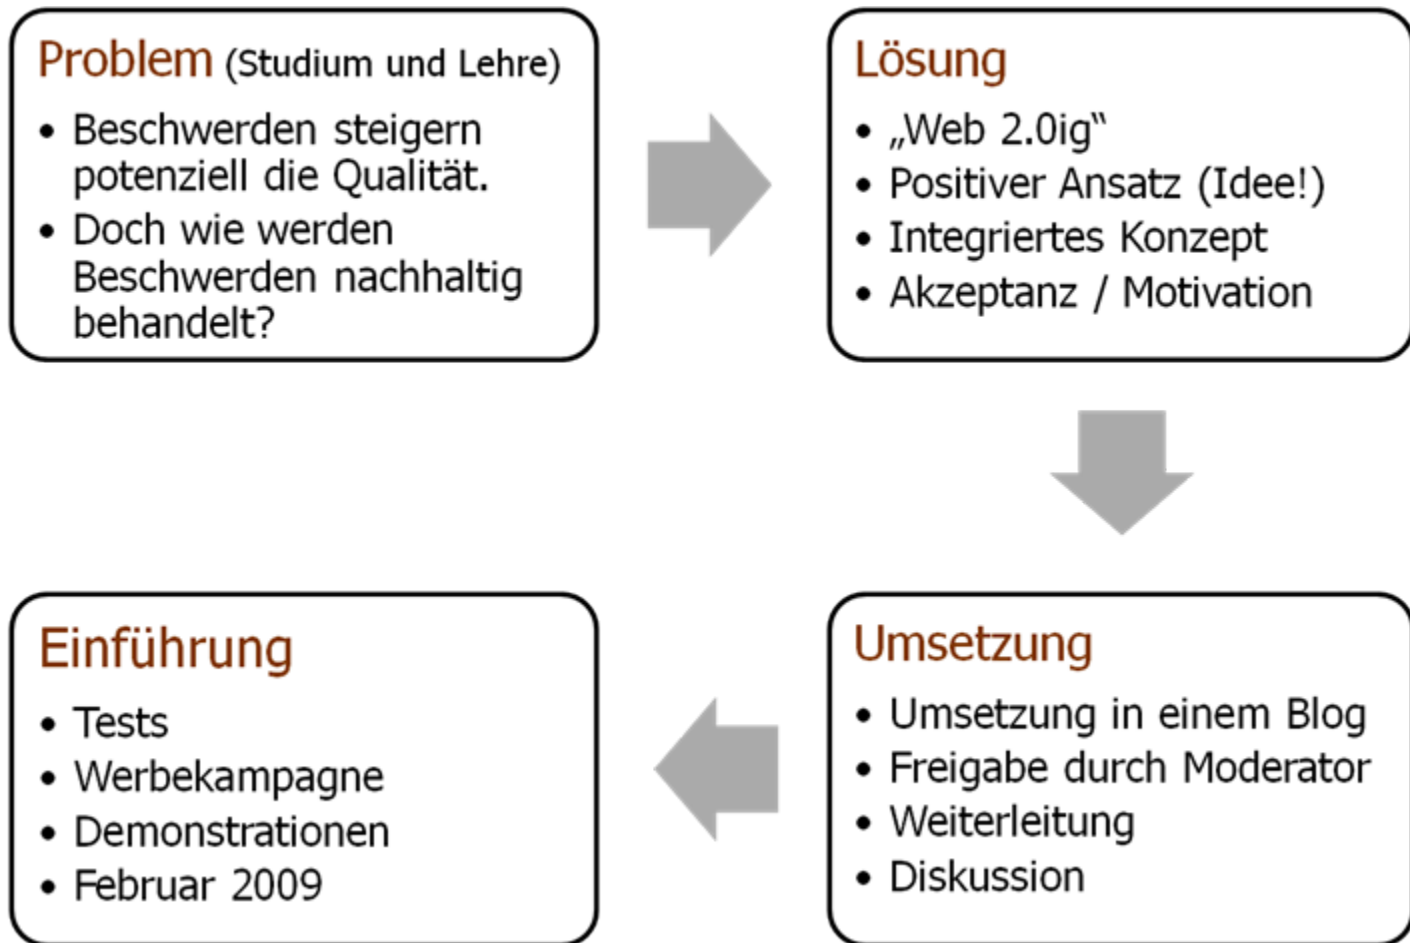 Problem (Studium und Lehre)
• Beschwerden steigern
potenziell die Qualität.
• Doch wie werden
Beschwerden nachhaltig
behandelt?
Lösung
• „Web 2.0ig“
• Positiver Ansatz (Idee!)
• Integriertes Konzept
• Akzeptanz / Motivation
Umsetzung
• Umsetzung in einem Blog
• Freigabe durch Moderator
• Weiterleitung
• Diskussion
Einführung
• Tests
• Werbekampagne
• Demonstrationen
• Februar 2009